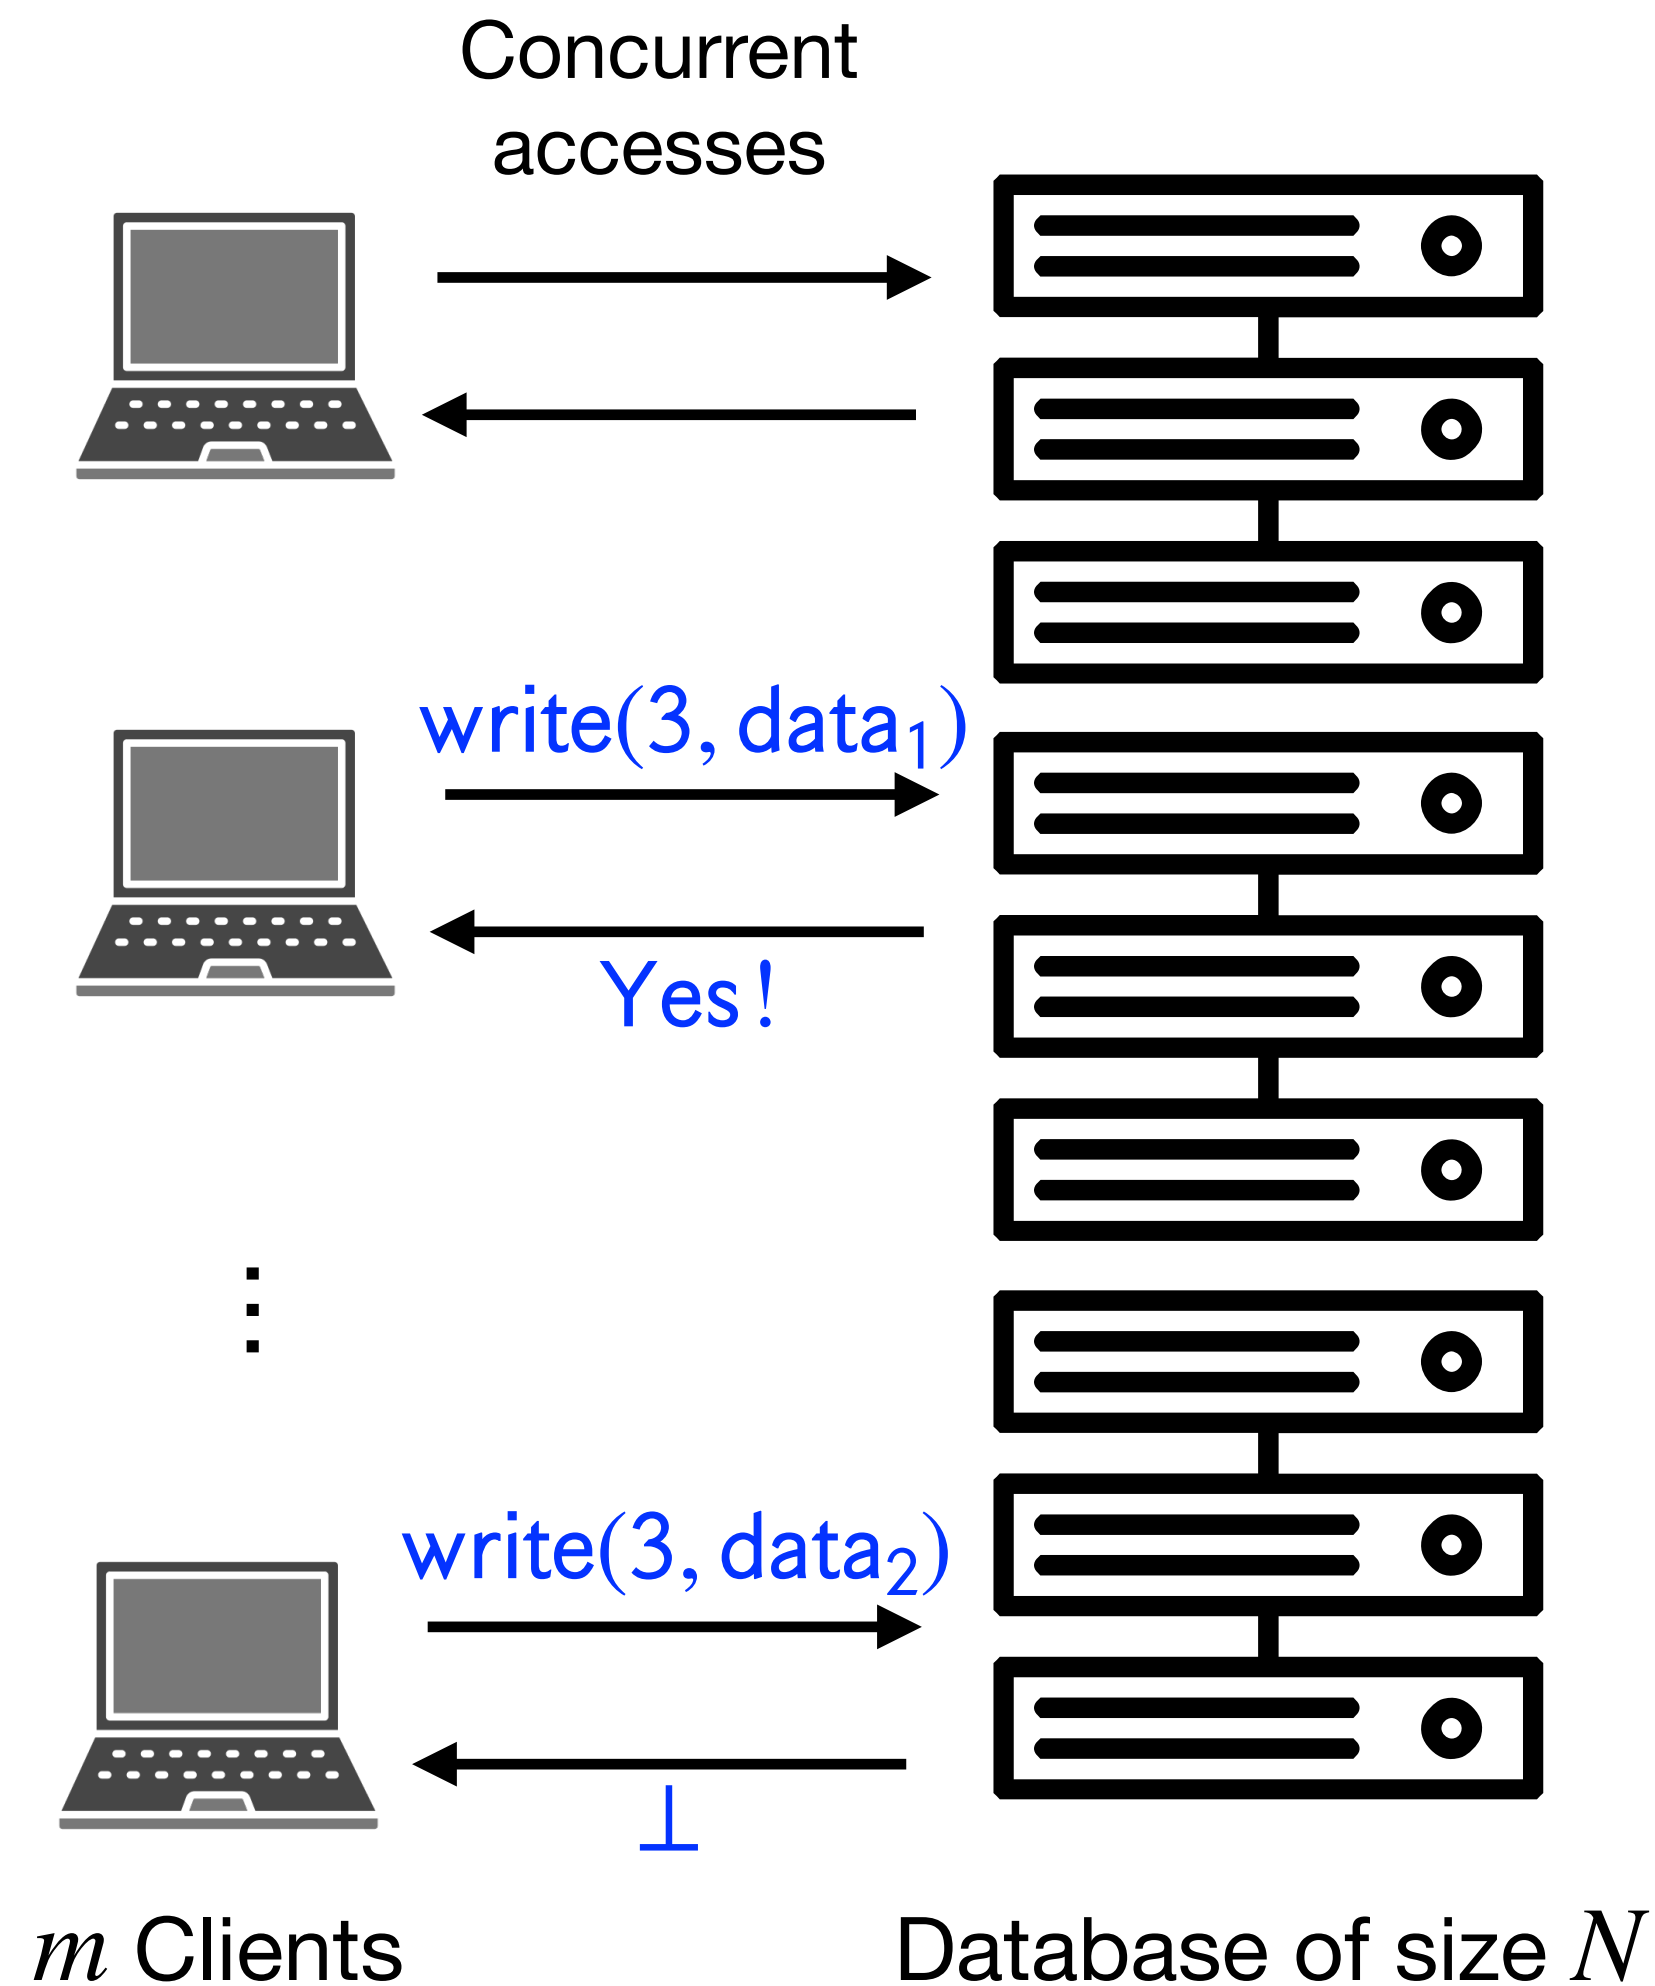 Concurrent
accesses
write(3, data₁)
Yes!
⋮
write(3, data₂)
⊥
m Clients
Database of size N